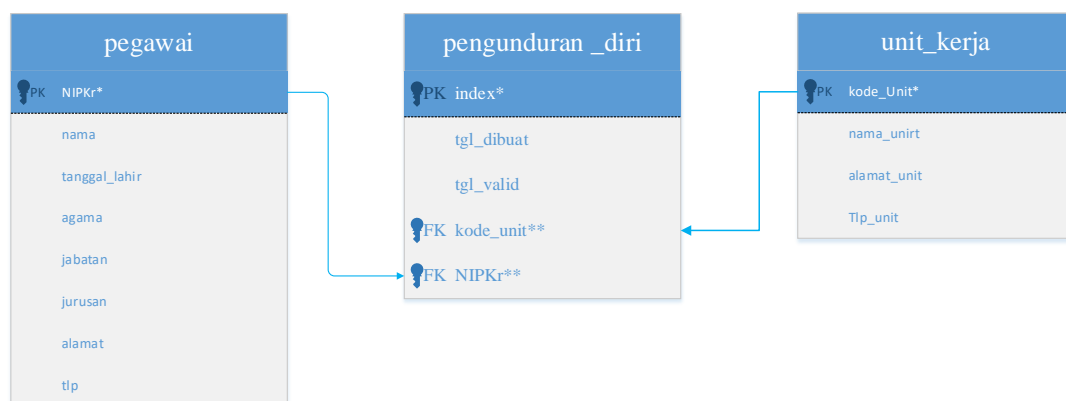 pegawai
PK NIPKr*
nama
tanggal_lahir
agama
jabatan
jurusan
alamat
tlp
pengunduran _diri
PK index*
tgl_dibuat
tgl_valid
FK kode_unit**
FK NIPKr**
unit_kerja
PK kode_Unit*
nama_unirt
alamat_unit
Tlp_unit